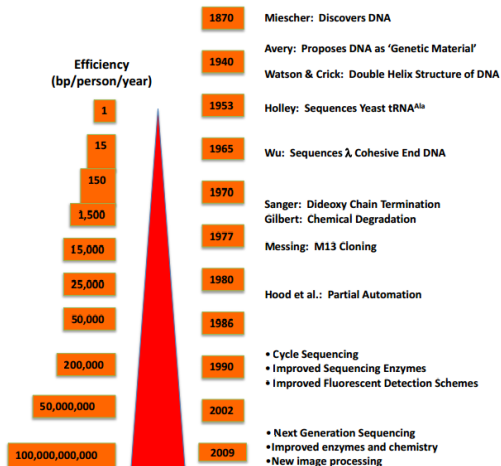 1870 Miescher: Discovers DNA
Avery: Proposes DNA as ‘Genetic Material’
1940
Efficiency
(bp/person/year)
Watson & Crick: Double Helix Structure of DNA
1 1953 Holley: Sequences Yeast tRNAAla
15 1965 Wu: Sequences λ Cohesive End DNA
150 1970
Sanger: Dideoxy Chain Termination
1,500 Gilbert: Chemical Degradation
1977
15,000 Messing: M13 Cloning
25,000 1980
Hood et al.: Partial Automation
50,000 1986
• Cycle Sequencing
200,000 1990 • Improved Sequencing Enzymes
• Improved Fluorescent Detection Schemes
50,000,000 2002
• Next Generation Sequencing
100,000,000,000 2009 •Improved enzymes and chemistry
•New image processing